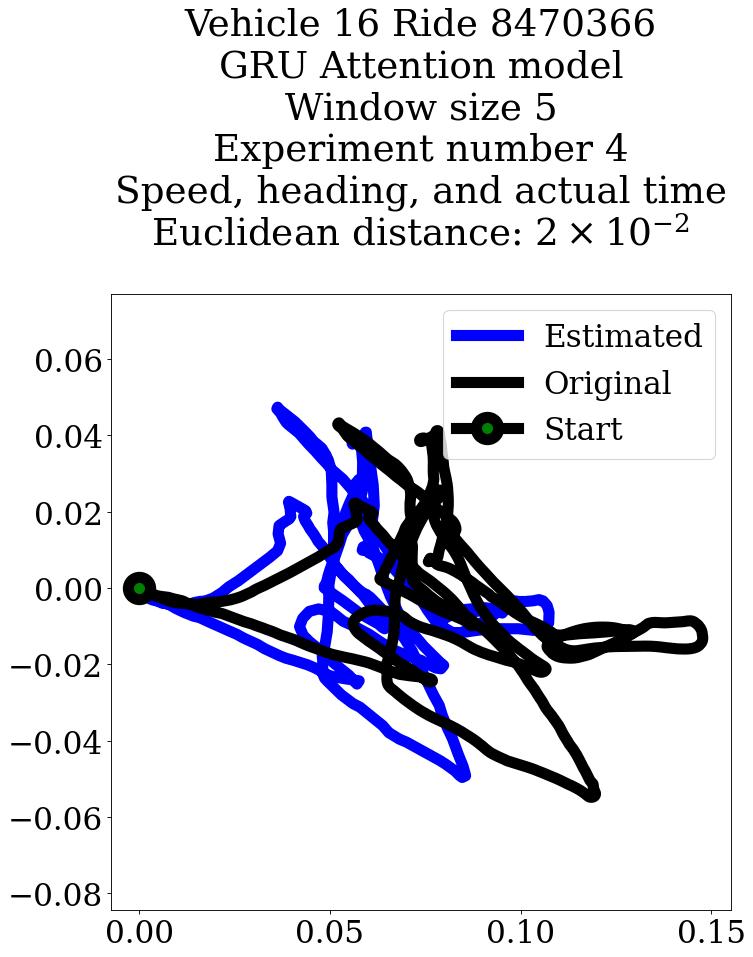 Vehicle 16 Ride 8470366
GRU Attention model
Window size 5
Experiment number 4
Speed, heading, and actual time
Euclidean distance: 2 × 10⁻²
Estimated
Original
Start
0.06
0.04
0.02
0.00
−0.02
−0.04
−0.06
−0.08
0.00 0.05 0.10 0.15